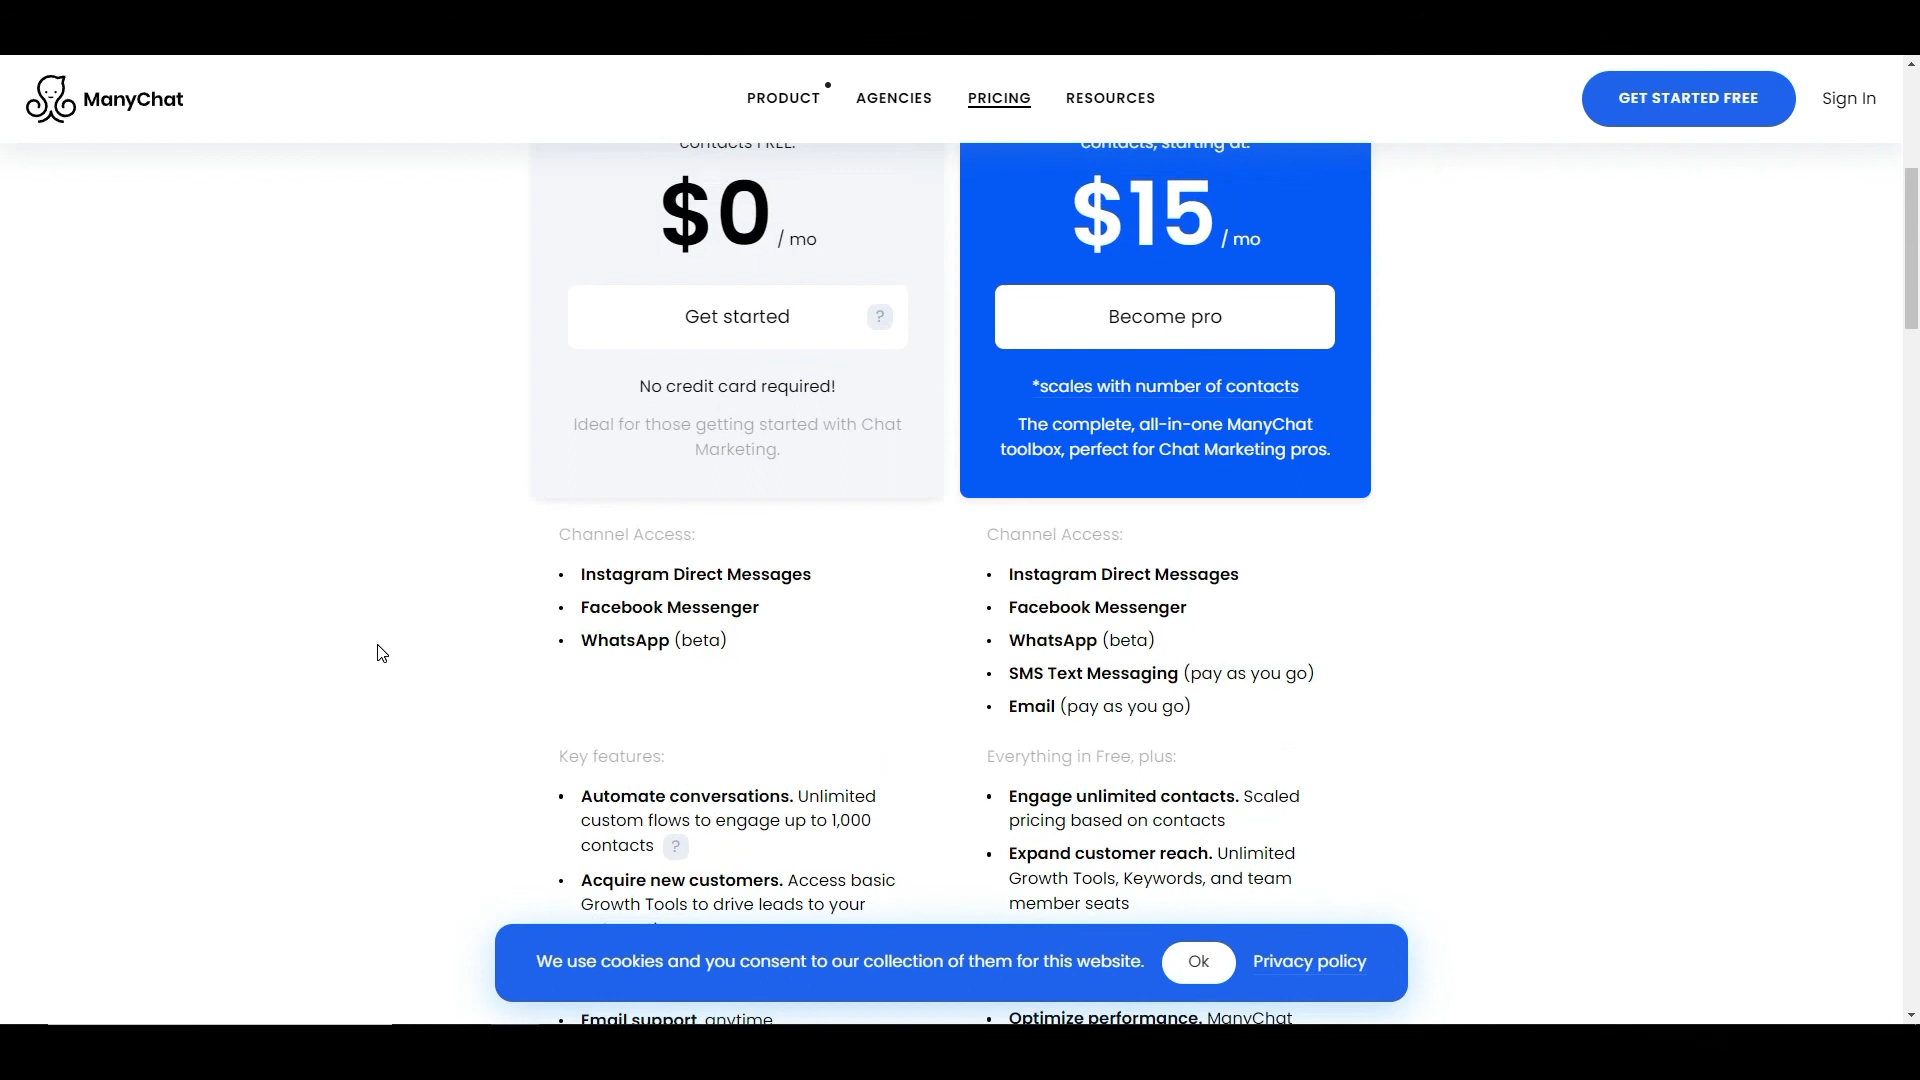 ManyChat
PRODUCT
AGENCIES
PRICING
RESOURCES
GET STARTED FREE
Sign In
contacts FREE.
$0 / mo
Get started
?
No credit card required!
Ideal for those getting started with Chat
Marketing.
contacts, starting at:
$15 / mo
Become pro
*scales with number of contacts
The complete, all-in-one ManyChat
toolbox, perfect for Chat Marketing pros.
Channel Access:
• Instagram Direct Messages
• Facebook Messenger
• WhatsApp (beta)
Channel Access:
• Instagram Direct Messages
• Facebook Messenger
• WhatsApp (beta)
• SMS Text Messaging (pay as you go)
• Email (pay as you go)
Key features:
• Automate conversations. Unlimited
custom flows to engage up to 1,000
contacts ?
• Acquire new customers. Access basic
Growth Tools to drive leads to your
• Email support, anytime
Everything in Free, plus:
• Engage unlimited contacts. Scaled
pricing based on contacts
• Expand customer reach. Unlimited
Growth Tools, Keywords, and team
member seats
• Optimize performance. ManyChat
We use cookies and you consent to our collection of them for this website.
Ok
Privacy policy